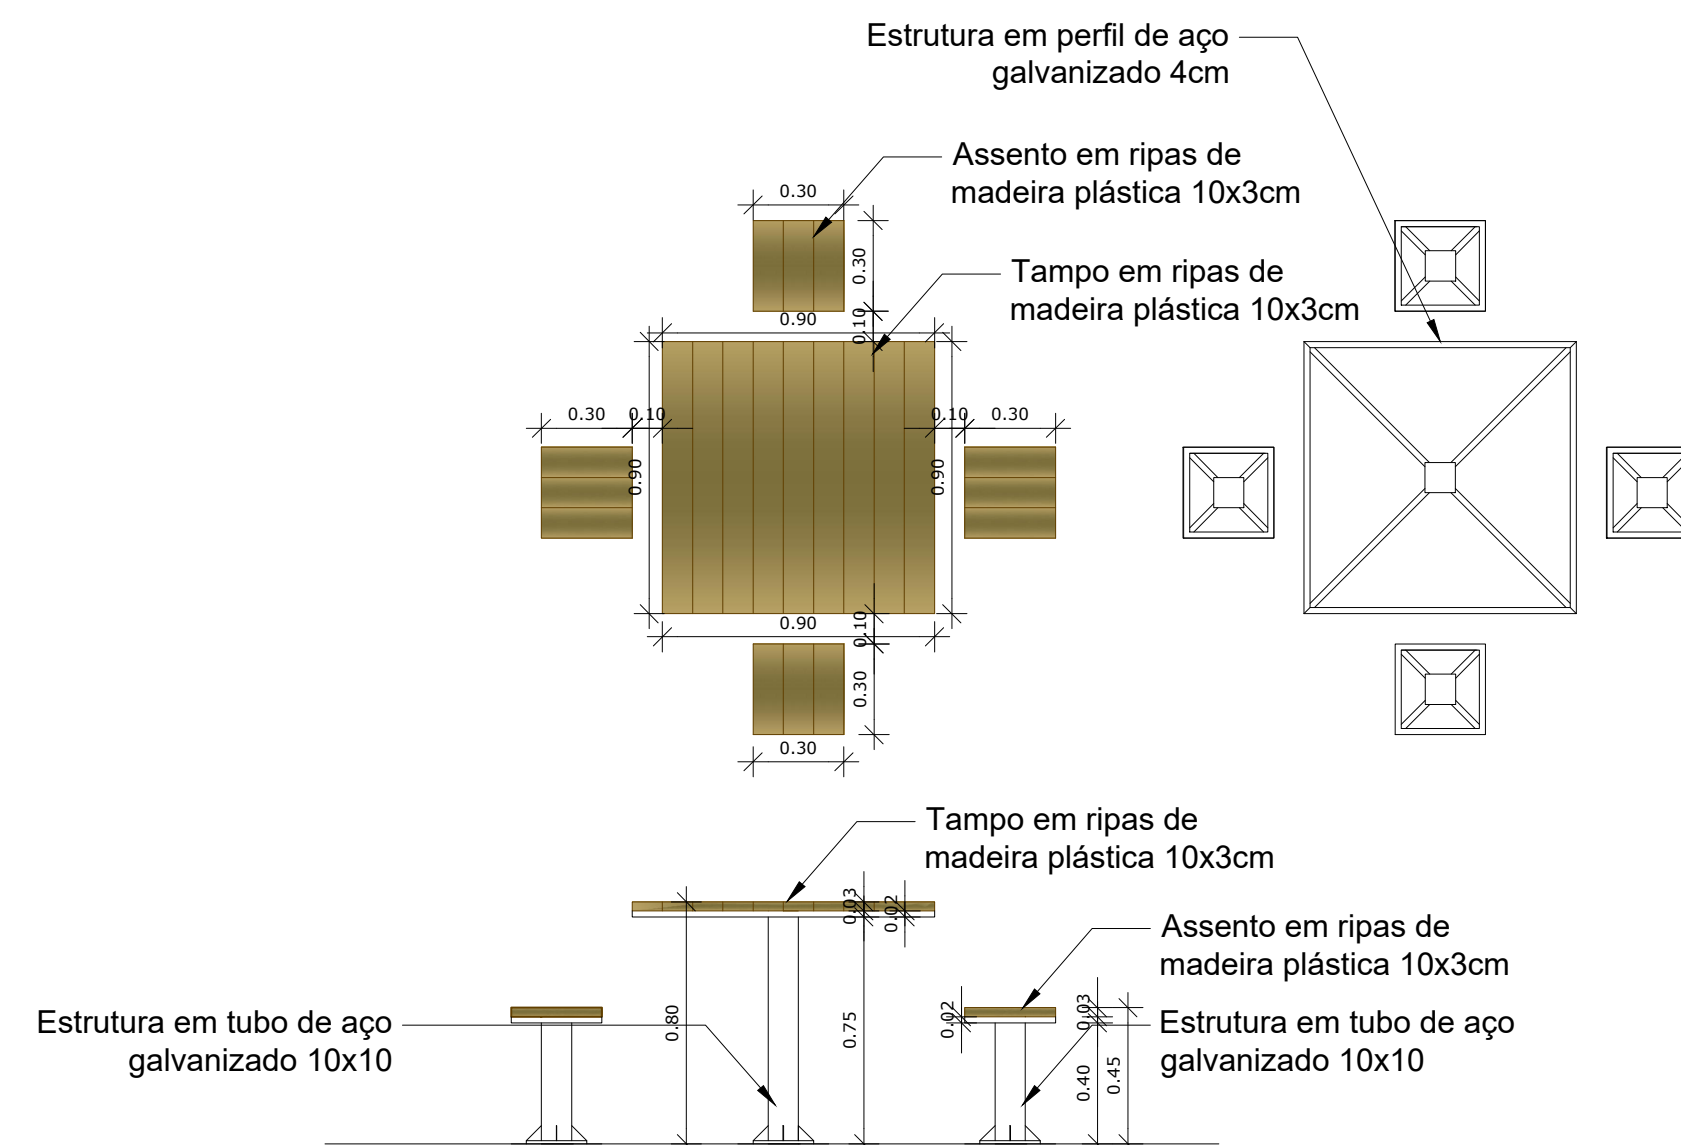 Estrutura em perfil de aço
galvanizado 4cm
Assento em ripas de
madeira plástica 10x3cm
0.30
0.30
Tampo em ripas de
madeira plástica 10x3cm
0.90
0.10
0.30
0.10
0.10
0.30
0.90
0.90
0.90
0.10
0.30
0.30
Tampo em ripas de
madeira plástica 10x3cm
0.03
0.02
Assento em ripas de
madeira plástica 10x3cm
0.80
0.75
0.02
0.03
Estrutura em tubo de aço
galvanizado 10x10
Estrutura em tubo de aço
galvanizado 10x10
0.40
0.45